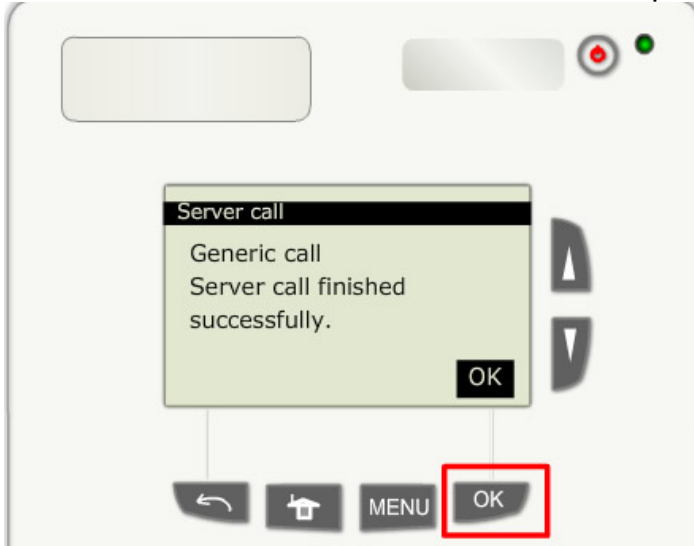 Server call
Generic call
Server call finished
successfully.
OK
MENU
OK